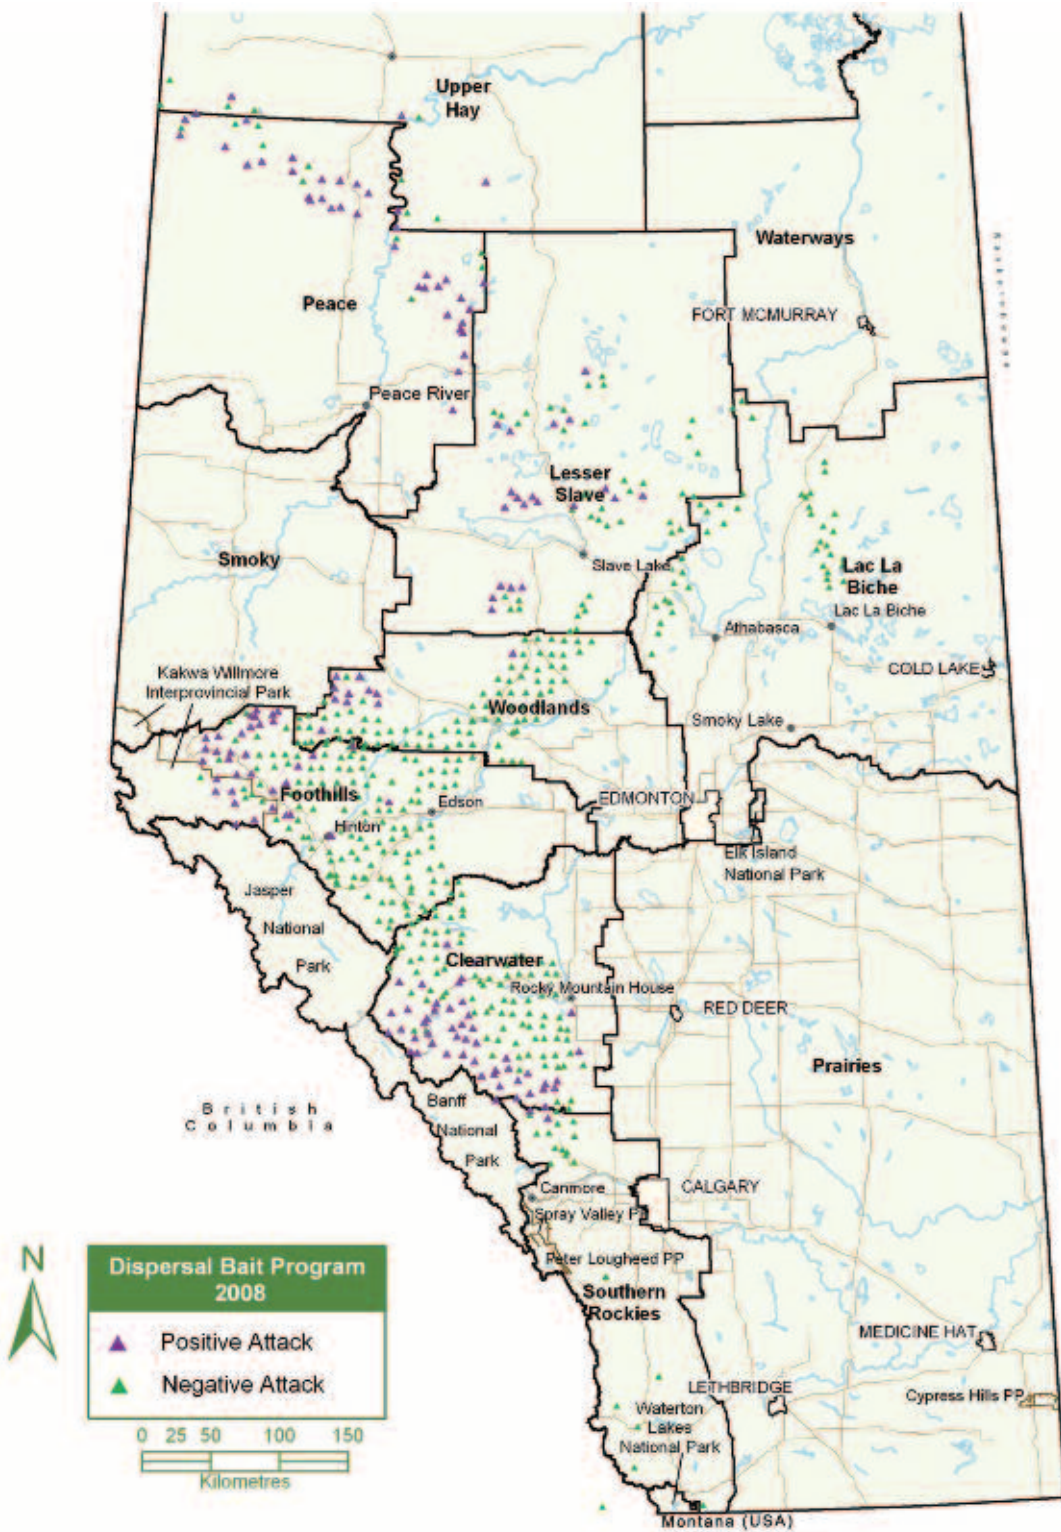 Upper
Hay
Waterways
Peace
FORT MCMURRAY
Peace River
Lesser
Slave
Smoky
Slave Lake
Lac La
Biche
Lac La Biche
Athabasca
COLD LAKE
Kakwa Willmore
Interprovincial Park
Woodlands
Smoky Lake
Foothills
Edson
EDMONTON
Hinton
Elk Island
National Park
Jasper
National
Park
Clearwater
Rocky Mountain House
RED DEER
Prairies
British
Columbia
Banff
National
Park
Canmore
CALGARY
Spray Valley PP
Peter Lougheed PP
Southern
Rockies
MEDICINE HAT
LETHBRIDGE
Cypress Hills PP
Waterton
Lakes
National Park
Montana (USA)
N
Dispersal Bait Program
2008
Positive Attack
Negative Attack
0 25 50 100 150
Kilometres